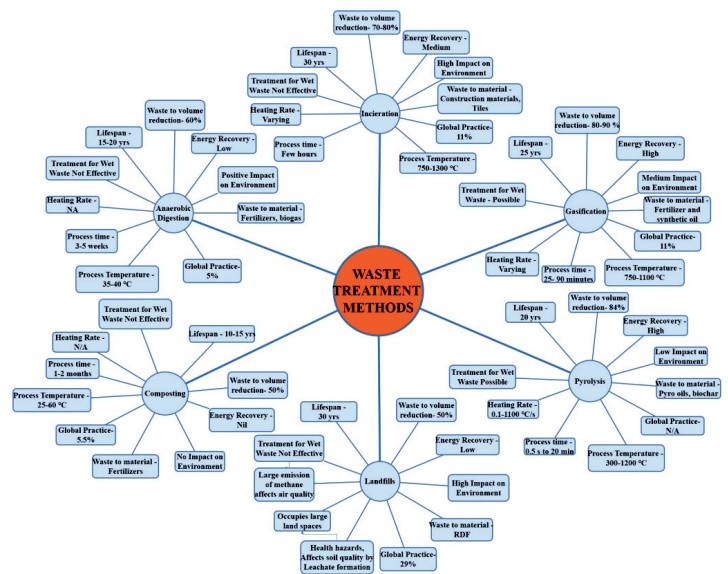 Waste to volume
reduction- 70-80%
Energy Recovery -
Medium
Lifespan -
30 yrs
High Impact on
Environment
Treatment for Wet
Waste Not Effective
Waste to material -
Construction materials,
Tiles
Heating Rate -
Varying
Incieration
Global Practice-
11%
Process time -
Few hours
Process Temperature -
750-1300 °C
Waste to volume
reduction- 60%
Lifespan -
15-20 yrs
Energy Recovery -
Low
Treatment for Wet
Waste Not Effective
Positive Impact
on Environment
Heating Rate -
NA
Anaerobic
Digestion
Waste to material -
Fertilizers, biogas
Process time -
3-5 weeks
Process Temperature -
35-40 °C
Global Practice-
5%
Waste to volume
reduction- 80-90 %
Lifespan -
25 yrs
Energy Recovery -
High
Medium Impact
on Environment
Treatment for Wet
Waste - Possible
Gasification
Waste to material -
Fertilizer and
synthetic oil
Global Practice-
11%
Heating Rate -
Varying
Process time -
25- 90 minutes
Process Temperature -
750-1100 °C
WASTE
TREATMENT
METHODS
Treatment for Wet
Waste Not Effective
Lifespan - 10-15 yrs
Heating Rate -
N/A
Process time -
1-2 months
Composting
Waste to volume
reduction- 50%
Process Temperature -
25-60 °C
Energy Recovery -
Nil
Global Practice-
5.5%
Waste to material -
Fertilizers
No Impact on
Environment
Waste to volume
reduction- 84%
Lifespan -
20 yrs
Energy Recovery -
High
Low Impact on
Environment
Treatment for Wet
Waste Possible
Pyrolysis
Waste to material -
Pyro oils, biochar
Heating Rate -
0.1-1100 °C/s
Global Practice-
N/A
Process time -
0.5 s to 20 min
Process Temperature -
300-1200 °C
Waste to volume
reduction- 50%
Lifespan -
30 yrs
Energy Recovery -
Low
Treatment for Wet
Waste Not Effective
Large emission of
methane affects air quality
Landfills
High Impact on
Environment
Occupies large
land spaces
Waste to material -
RDF
Health hazards,
Affects soil quality by
Leachate formation
Global Practice-
29%